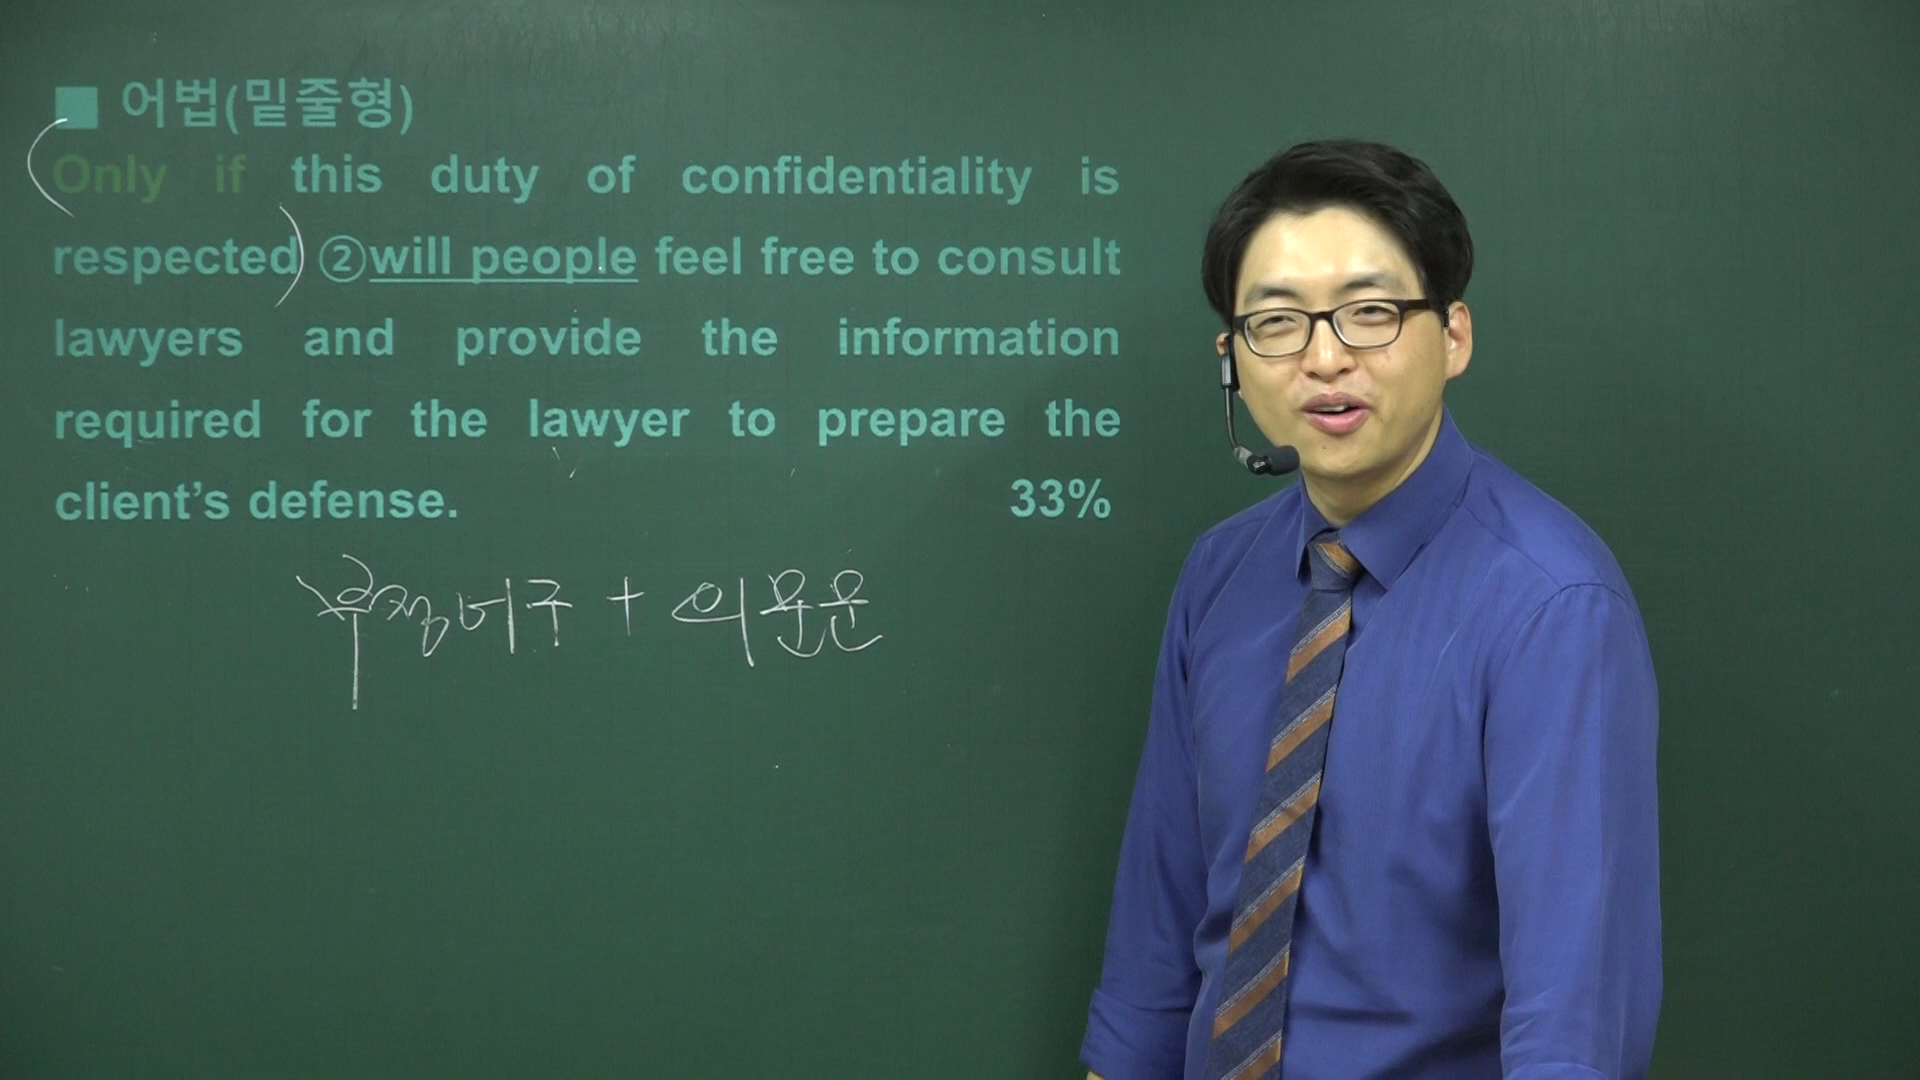 ■ 어법(밑줄형)
Only if this duty of confidentiality is
respected ②will people feel free to consult
lawyers and provide the information
required for the lawyer to prepare the
client’s defense. 33%
부정어구 + 의문문